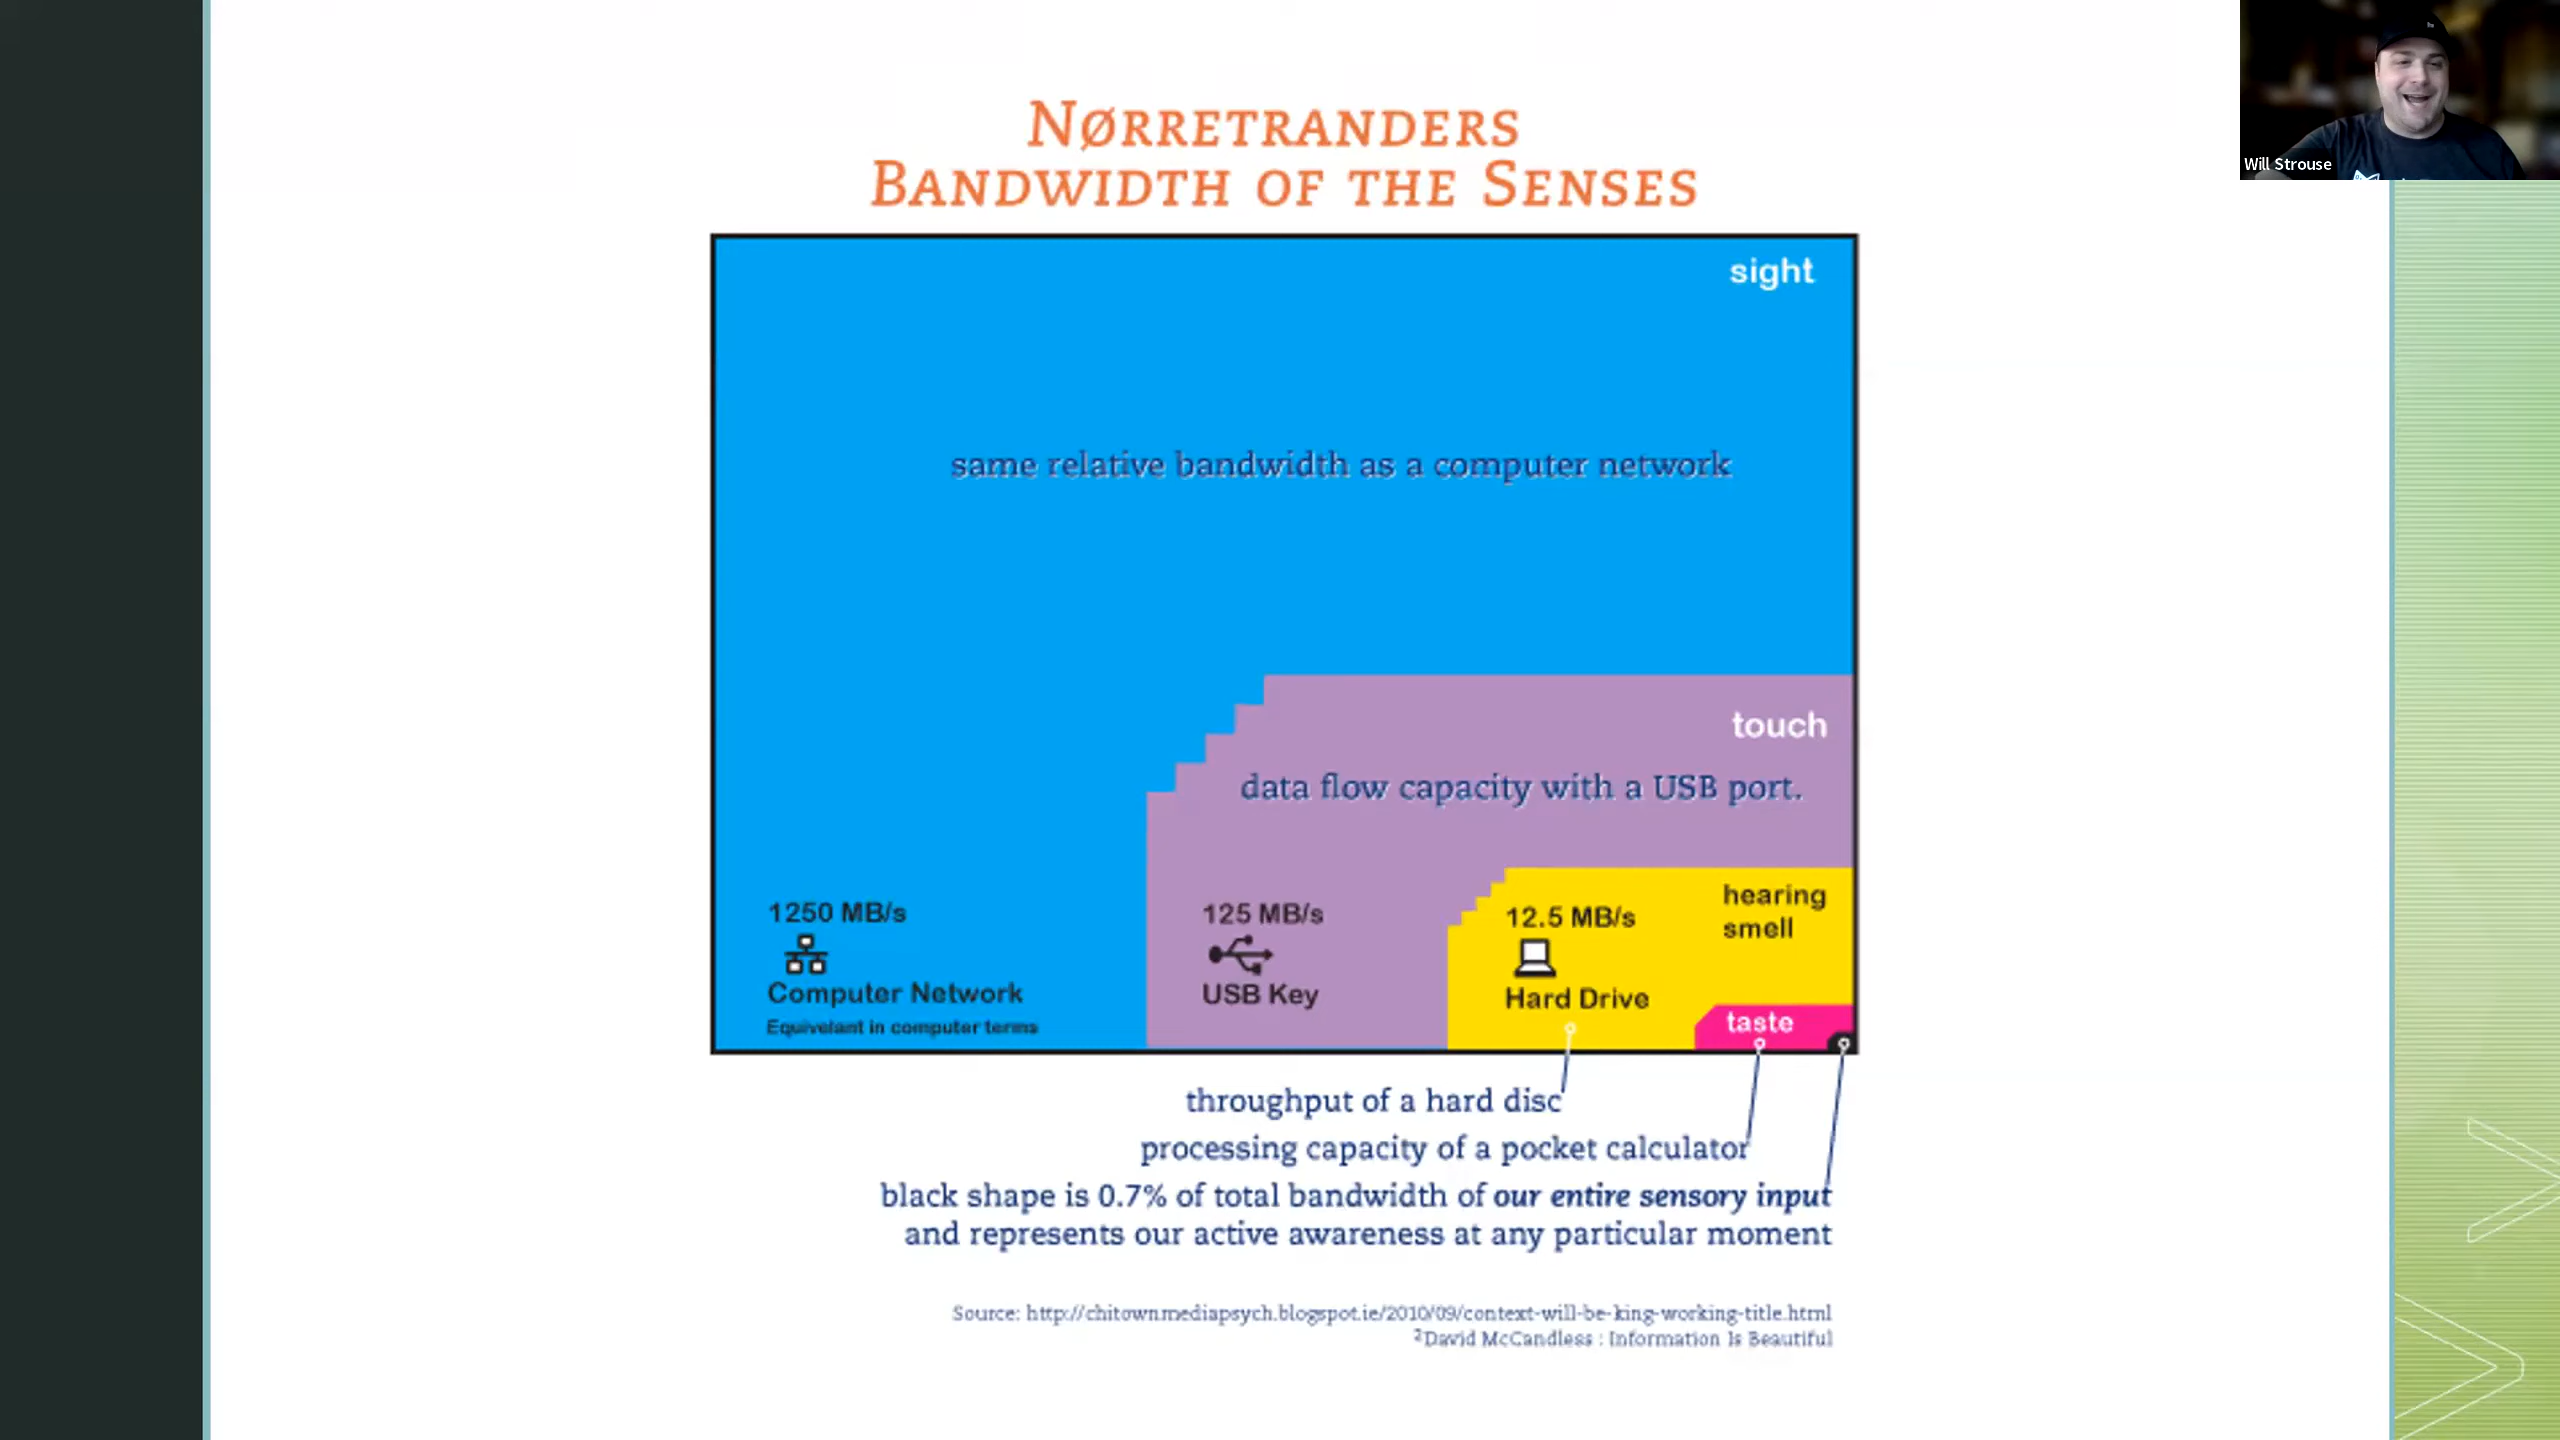 NØRRETRANDERS
BANDWIDTH OF THE SENSES
Will Strouse
sight
same relative bandwidth as a computer network
touch
data flow capacity with a USB port.
1250 MB/s
Computer Network
Equivelant in computer terms
125 MB/s
USB Key
12.5 MB/s
Hard Drive
hearing
smell
taste
throughput of a hard disc
processing capacity of a pocket calculator
black shape is 0.7% of total bandwidth of our entire sensory input
and represents our active awareness at any particular moment
Source: http://chitownmediapsych.blogspot.ie/2010/09/context-will-be-king-working-title.html
²David McCandless : Information Is Beautiful